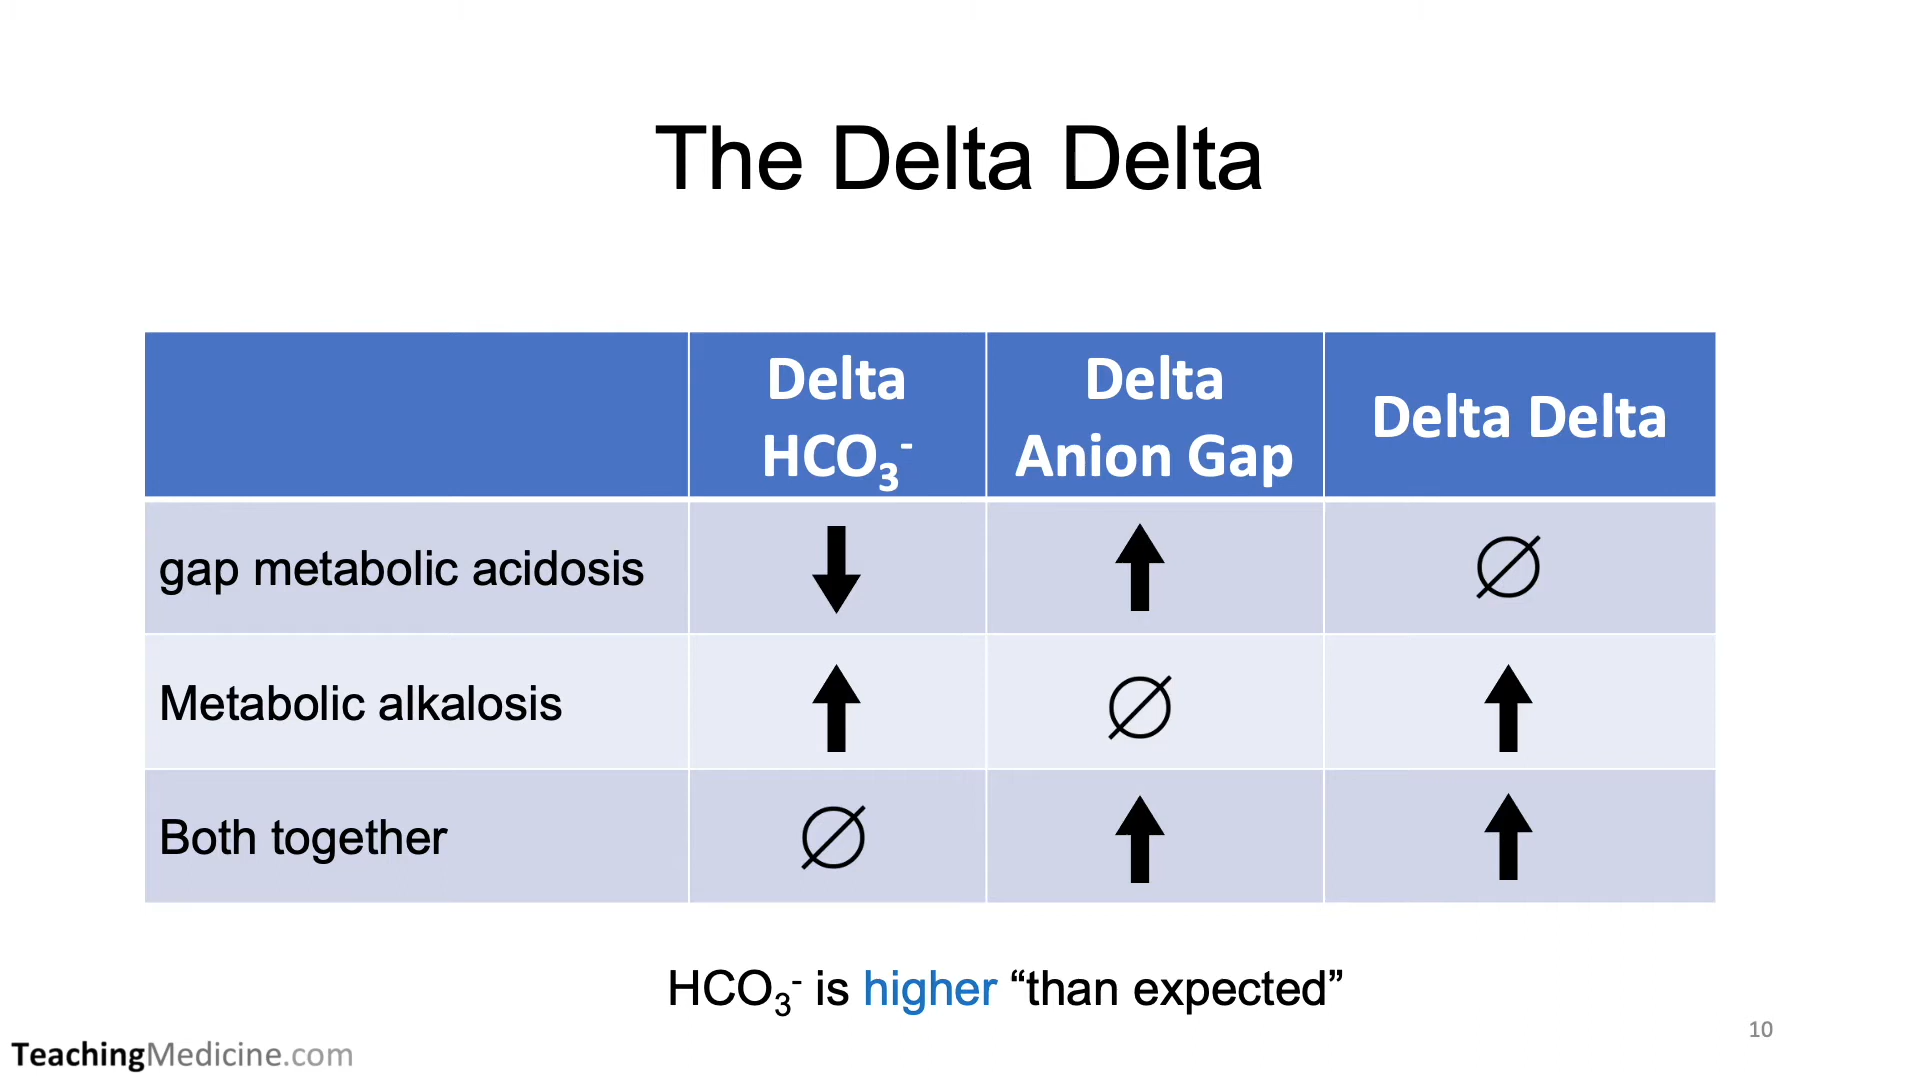 The Delta Delta
Delta HCO₃⁻
Delta Anion Gap
Delta Delta
gap metabolic acidosis ⬇ ⬆ ∅
Metabolic alkalosis ⬆ ∅ ⬆
Both together ∅ ⬆ ⬆
HCO₃⁻ is higher “than expected”
10
TeachingMedicine.com